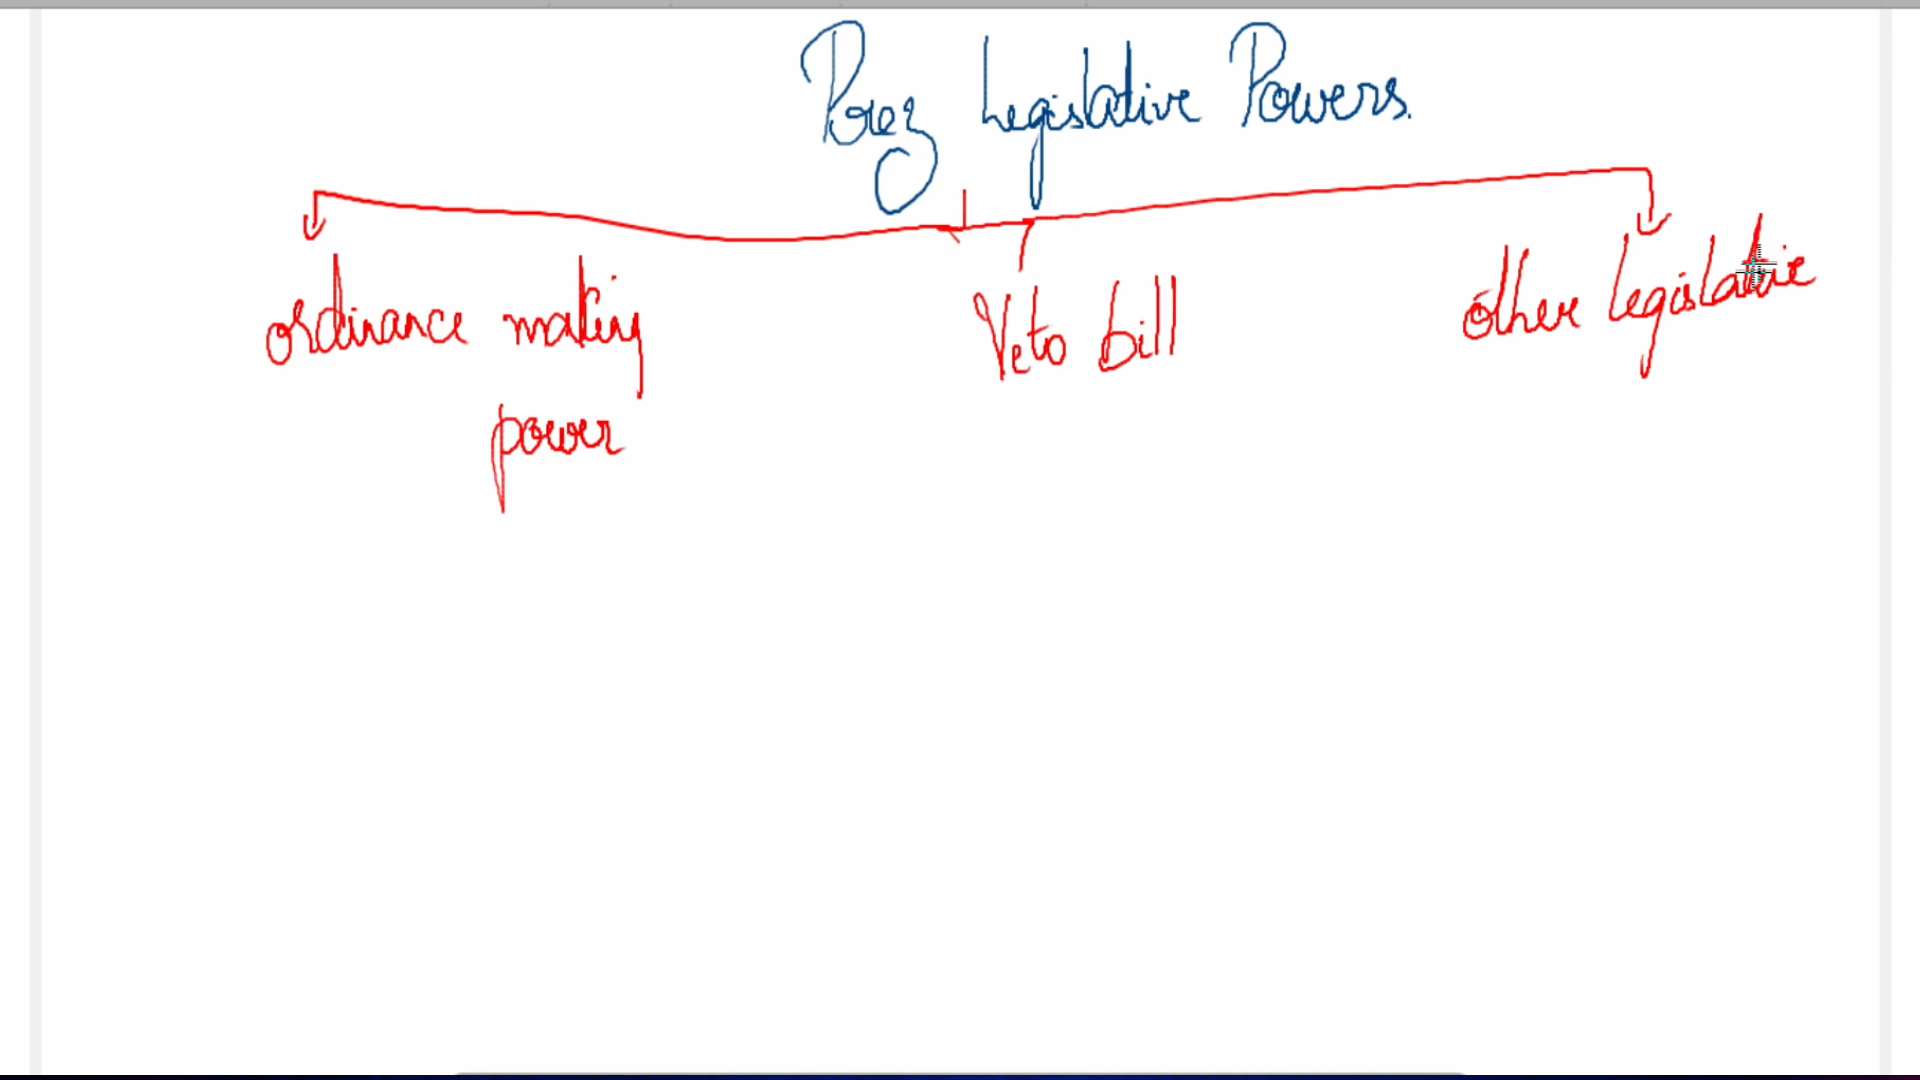 Prez Legislative Powers.
ordinance making
power
Veto bill
other legislative